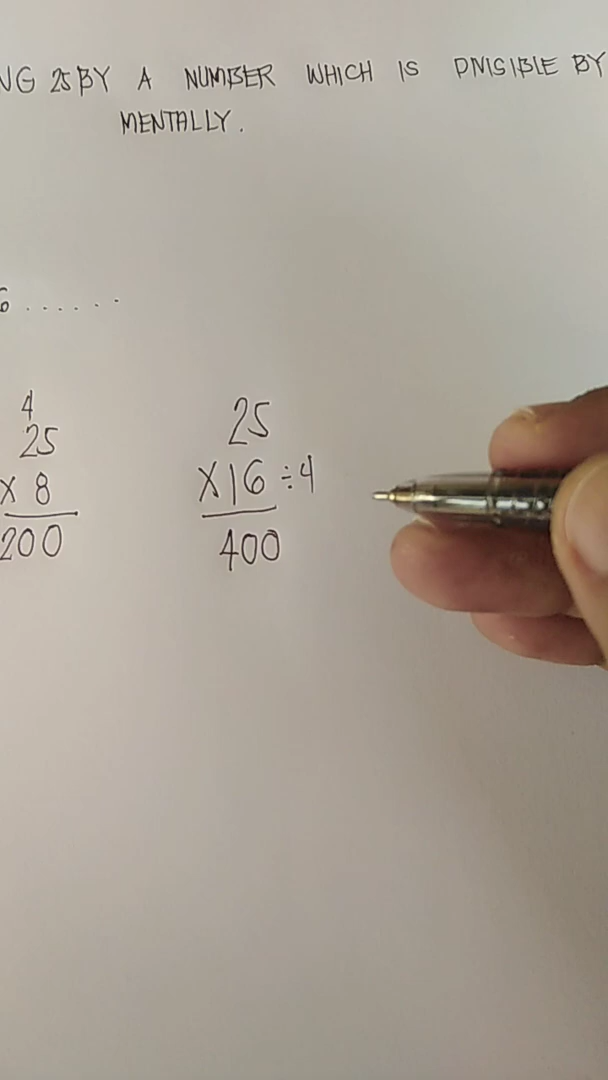 NG 25 BY A NUMBER WHICH IS DIVISIBLE BY
MENTALLY.
6 ......
4
25
X 8
200
25
X 16 ÷ 4
400